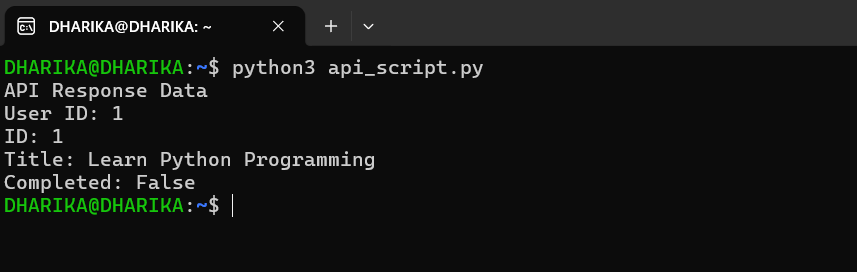 DHARIKA@DHARIKA: ~
DHARIKA@DHARIKA:~$ python3 api_script.py
API Response Data
User ID: 1
ID: 1
Title: Learn Python Programming
Completed: False
DHARIKA@DHARIKA:~$